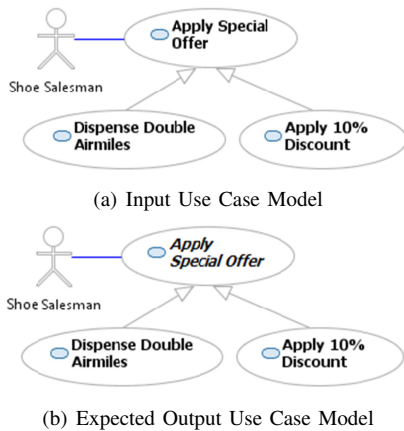 Apply Special
Offer
Shoe Salesman
Dispense Double
Airmiles
Apply 10%
Discount
(a) Input Use Case Model
Apply
Special Offer
Shoe Salesman
Dispense Double
Airmiles
Apply 10%
Discount
(b) Expected Output Use Case Model